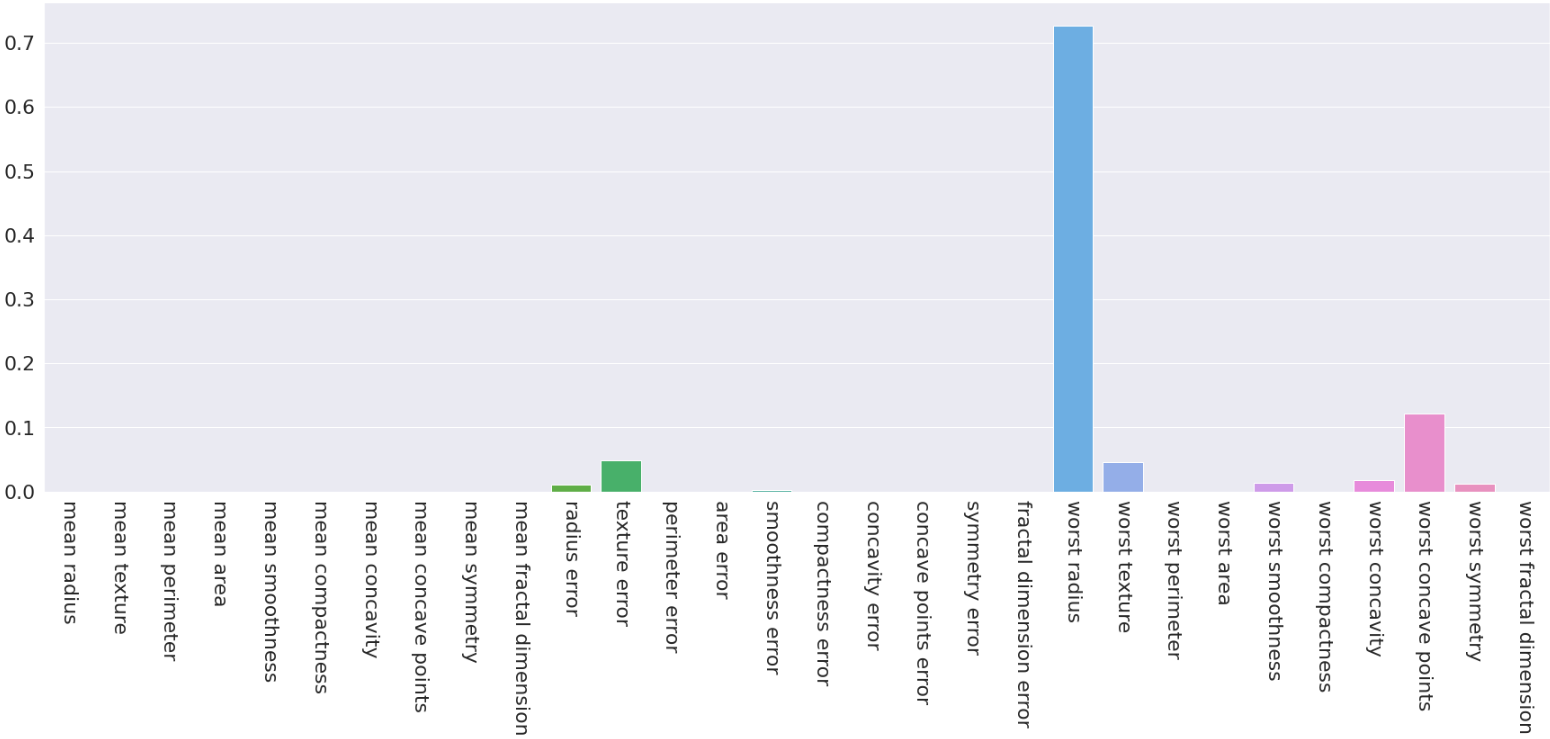 0.7
0.6
0.5
0.4
0.3
0.2
0.1
0.0
mean radius
mean texture
mean perimeter
mean area
mean smoothness
mean compactness
mean concavity
mean concave points
mean symmetry
mean fractal dimension
radius error
texture error
perimeter error
area error
smoothness error
compactness error
concavity error
concave points error
symmetry error
fractal dimension error
worst radius
worst texture
worst perimeter
worst area
worst smoothness
worst compactness
worst concavity
worst concave points
worst symmetry
worst fractal dimension